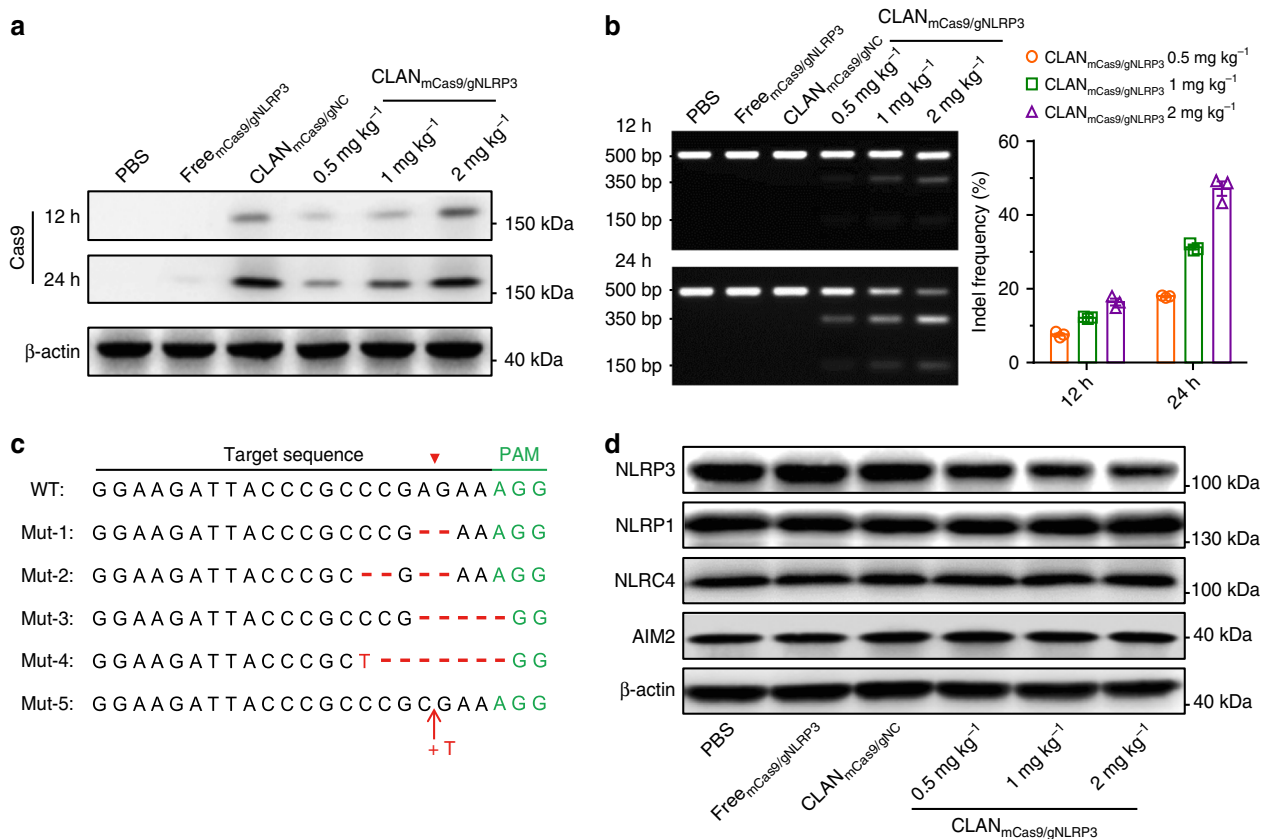 a
CLANmCas9/gNLRP3
PBS
FreemCas9/gNLRP3
CLANmCas9/gNC
0.5 mg kg−1
1 mg kg−1
2 mg kg−1
Cas9
12 h
150 kDa
24 h
150 kDa
β-actin
40 kDa
b
CLANmCas9/gNLRP3
PBS
FreemCas9/gNLRP3
CLANmCas9/gNC
0.5 mg kg−1
1 mg kg−1
2 mg kg−1
12 h
500 bp
350 bp
150 bp
24 h
500 bp
350 bp
150 bp
CLANmCas9/gNLRP3 0.5 mg kg−1
CLANmCas9/gNLRP3 1 mg kg−1
CLANmCas9/gNLRP3 2 mg kg−1
Indel frequency (%)
60
40
20
0
12 h
24 h
c
Target sequence PAM
WT: GGAAGATTACCCGCCCGAGAAAGG
Mut-1: GGAAGATTACCCGCCCG--AAAGG
Mut-2: GGAAGATTACCCGC--G--AAAGG
Mut-3: GGAAGATTACCCGCCCG-----GG
Mut-4: GGAAGATTACCCGCT-------GG
Mut-5: GGAAGATTACCCGCCCGCGAAAGG
+ T
d
NLRP3
100 kDa
NLRP1
130 kDa
NLRC4
100 kDa
AIM2
40 kDa
β-actin
40 kDa
PBS
FreemCas9/gNLRP3
CLANmCas9/gNC
0.5 mg kg−1
1 mg kg−1
2 mg kg−1
CLANmCas9/gNLRP3